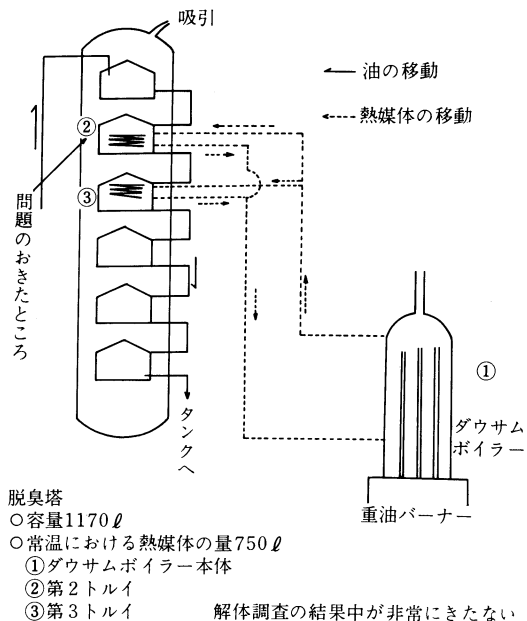 吸引
油の移動
熱媒体の移動
②
③
問題のおきたところ
①
ダウサム
ボイラー
タンクへ
重油バーナー
脱臭塔
○容量1170ℓ
○常温における熱媒体の量750ℓ
①ダウサムボイラー本体
②第2トルイ
③第3トルイ
解体調査の結果中が非常にきたない